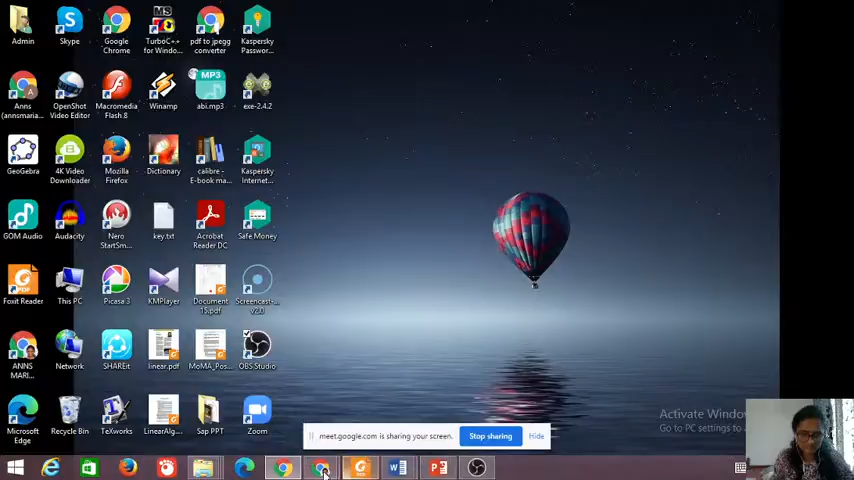 Admin
Skype
Google
Chrome
MS
TurboC++
for Windo...
pdf to jpegg
converter
Kaspersky
Passwor...
Anns
(annsmaria...
OpenShot
Video Editor
Macromedia
Flash 8
Winamp
MP3
abi.mp3
exe-2.4.2
GeoGebra
4K Video
Downloader
Mozilla
Firefox
Dictionary
calibre -
E-book ma...
Kaspersky
Internet...
GOM Audio
Audacity
Nero
StartSm...
key.txt
Acrobat
Reader DC
Safe Money
Foxit Reader
This PC
Picasa 3
KMPlayer
Document
15.pdf
Screencast-...
v2.0
ANNS
MARI...
Network
SHAREit
linear.pdf
MoMA_Pos...
OBS Studio
Microsoft
Edge
Recycle Bin
TeXworks
LinearAlg...
Sap PPT
Zoom
meet.google.com is sharing your screen.
Stop sharing
Hide
Activate Windo
Go to PC settings to